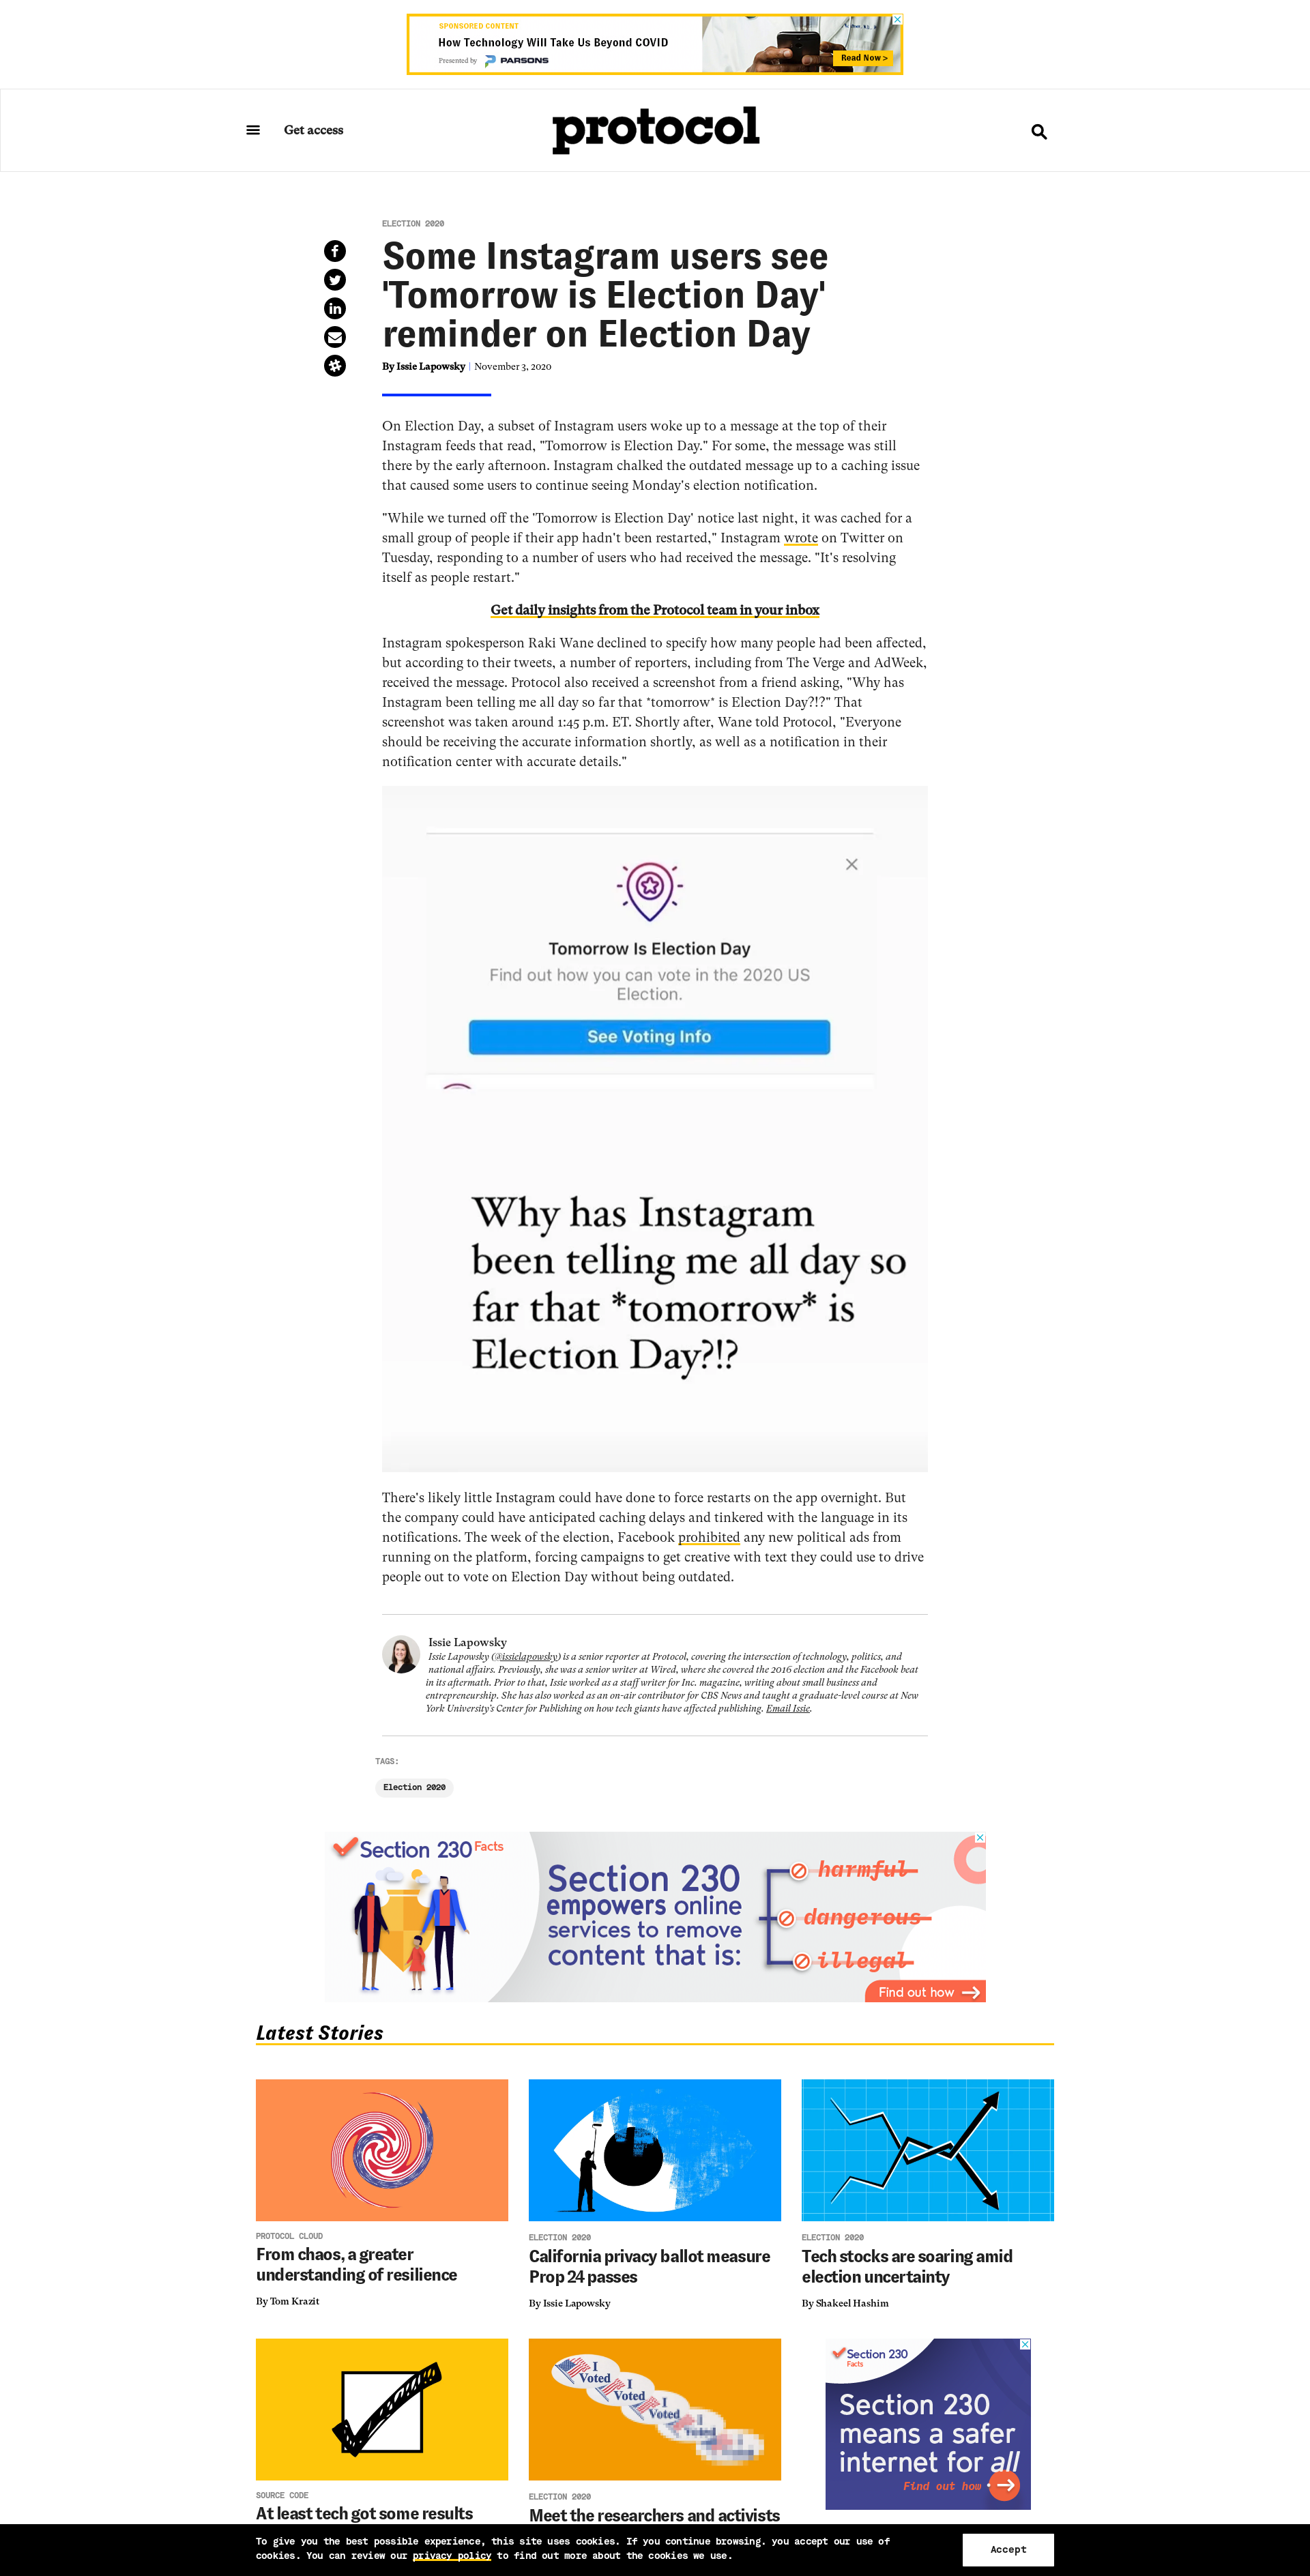 SPONSORED CONTENT
How Technology Will Take Us Beyond COVID
Presented by PARSONS
Read Now >
Get access
protocol
ELECTION 2020
Some Instagram users see
'Tomorrow is Election Day'
reminder on Election Day
By Issie Lapowsky | November 3, 2020
On Election Day, a subset of Instagram users woke up to a message at the top of their
Instagram feeds that read, "Tomorrow is Election Day." For some, the message was still
there by the early afternoon. Instagram chalked the outdated message up to a caching issue
that caused some users to continue seeing Monday's election notification.
"While we turned off the 'Tomorrow is Election Day' notice last night, it was cached for a
small group of people if their app hadn't been restarted," Instagram wrote on Twitter on
Tuesday, responding to a number of users who had received the message. "It's resolving
itself as people restart."
Get daily insights from the Protocol team in your inbox
Instagram spokesperson Raki Wane declined to specify how many people had been affected,
but according to their tweets, a number of reporters, including from The Verge and AdWeek,
received the message. Protocol also received a screenshot from a friend asking, "Why has
Instagram been telling me all day so far that *tomorrow* is Election Day?!?" That
screenshot was taken around 1:45 p.m. ET. Shortly after, Wane told Protocol, "Everyone
should be receiving the accurate information shortly, as well as a notification in their
notification center with accurate details."
Tomorrow Is Election Day
Find out how you can vote in the 2020 US
Election.
See Voting Info
Why has Instagram
been telling me all day so
far that *tomorrow* is
Election Day?!?
There's likely little Instagram could have done to force restarts on the app overnight. But
the company could have anticipated caching delays and tinkered with the language in its
notifications. The week of the election, Facebook prohibited any new political ads from
running on the platform, forcing campaigns to get creative with text they could use to drive
people out to vote on Election Day without being outdated.
Issie Lapowsky
Issie Lapowsky (@issielapowsky) is a senior reporter at Protocol, covering the intersection of technology, politics, and
national affairs. Previously, she was a senior writer at Wired, where she covered the 2016 election and the Facebook beat
in its aftermath. Prior to that, Issie worked as a staff writer for Inc. magazine, writing about small business and
entrepreneurship. She has also worked as an on-air contributor for CBS News and taught a graduate-level course at New
York University's Center for Publishing on how tech giants have affected publishing. Email Issie.
TAGS:
Election 2020
Section 230 Facts
Section 230
empowers online
services to remove
content that is:
harmful
dangerous
illegal
Find out how
Latest Stories
PROTOCOL CLOUD
From chaos, a greater
understanding of resilience
By Tom Krazit
ELECTION 2020
California privacy ballot measure
Prop 24 passes
By Issie Lapowsky
ELECTION 2020
Tech stocks are soaring amid
election uncertainty
By Shakeel Hashim
SOURCE CODE
At least tech got some results
I Voted
I Voted
I Voted
Voted
ELECTION 2020
Meet the researchers and activists
Section 230
Facts
Section 230
means a safer
internet for all
Find out how
To give you the best possible experience, this site uses cookies. If you continue browsing. you accept our use of
cookies. You can review our privacy policy to find out more about the cookies we use.
Accept